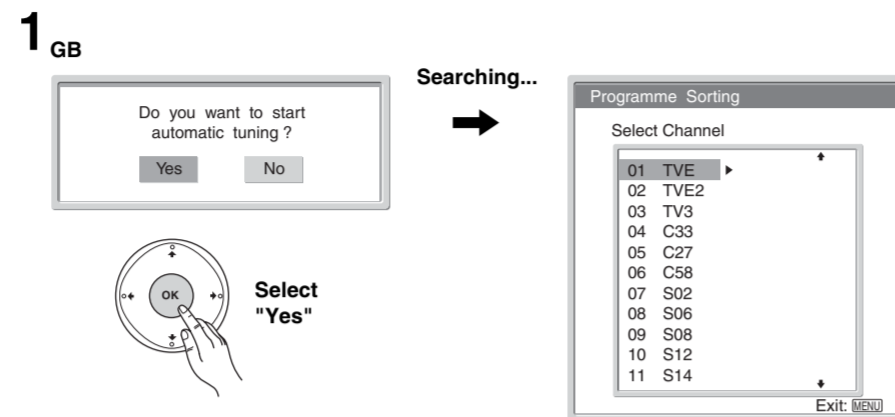 1 GB
Do you want to start
automatic tuning ?
Yes No
OK
Select
"Yes"
Searching...
Programme Sorting
Select Channel
01 TVE
02 TVE2
03 TV3
04 C33
05 C27
06 C58
07 S02
08 S06
09 S08
10 S12
11 S14
Exit: MENU